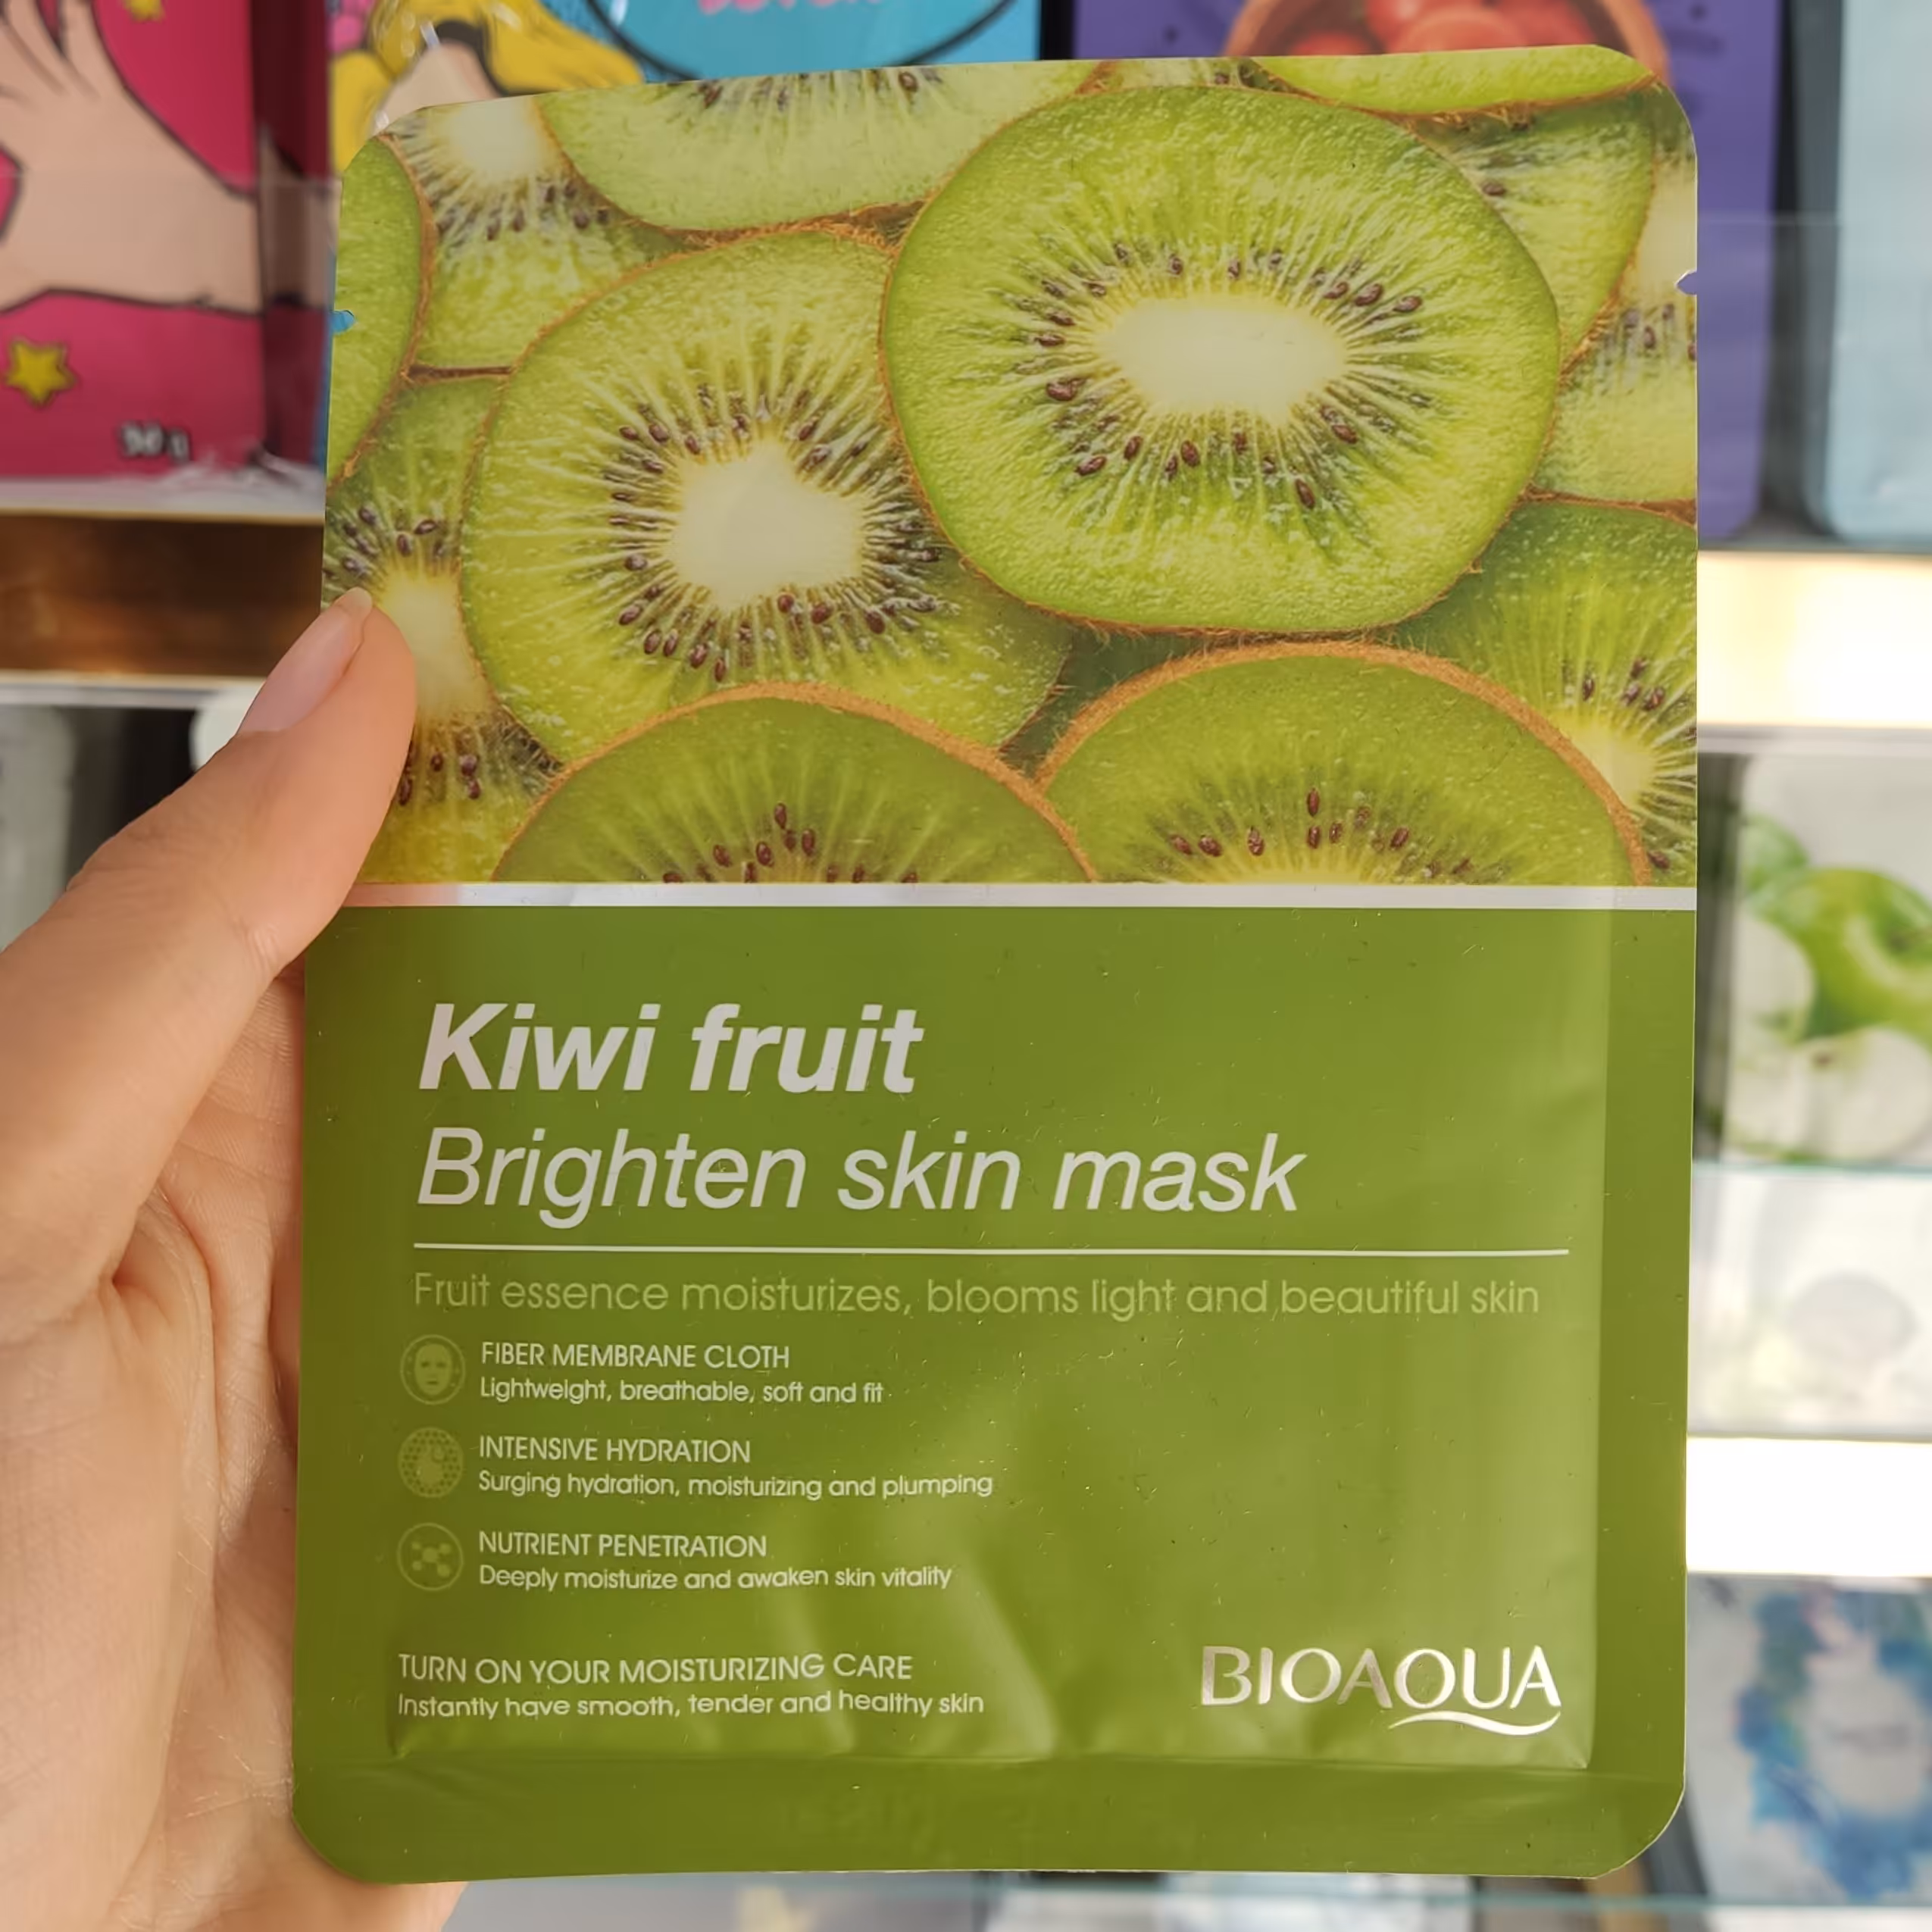 30 g
Kiwi fruit
Brighten skin mask
Fruit essence moisturizes, blooms light and beautiful skin
FIBER MEMBRANE CLOTH
Lightweight, breathable, soft and fit
INTENSIVE HYDRATION
Surging hydration, moisturizing and plumping
NUTRIENT PENETRATION
Deeply moisturize and awaken skin vitality
TURN ON YOUR MOISTURIZING CARE
Instantly have smooth, tender and healthy skin
BIOAQUA